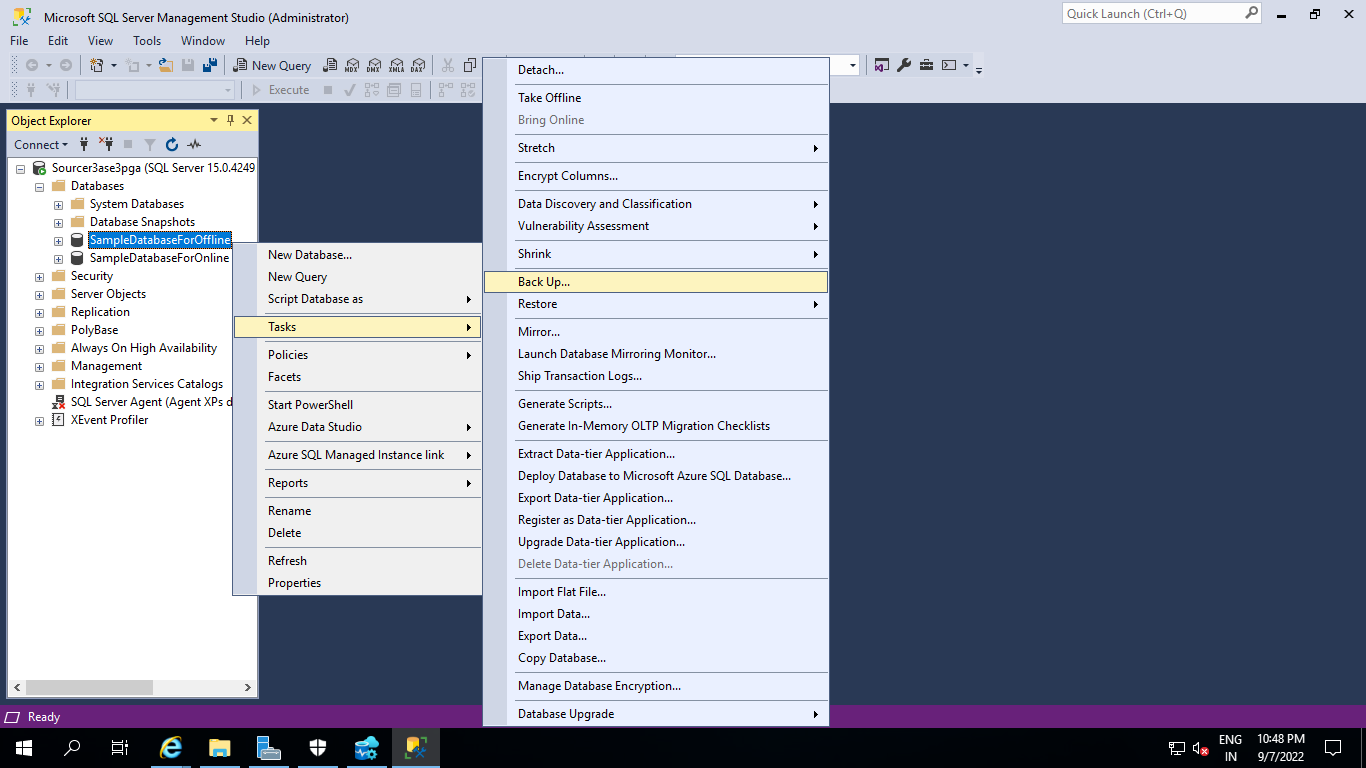 Microsoft SQL Server Management Studio (Administrator)
Quick Launch (Ctrl+Q)
File Edit View Tools Window Help
New Query
MDX
DMX
XMLA
DAX
Execute
Object Explorer
Connect
Sourcer3ase3pga (SQL Server 15.0.4249
Databases
System Databases
Database Snapshots
SampleDatabaseForOffline
SampleDatabaseForOnline
Security
Server Objects
Replication
PolyBase
Always On High Availability
Management
Integration Services Catalogs
SQL Server Agent (Agent XPs d
XEvent Profiler
New Database...
New Query
Script Database as
Tasks
Policies
Facets
Start PowerShell
Azure Data Studio
Azure SQL Managed Instance link
Reports
Rename
Delete
Refresh
Properties
Detach...
Take Offline
Bring Online
Stretch
Encrypt Columns...
Data Discovery and Classification
Vulnerability Assessment
Shrink
Back Up...
Restore
Mirror...
Launch Database Mirroring Monitor...
Ship Transaction Logs...
Generate Scripts...
Generate In-Memory OLTP Migration Checklists
Extract Data-tier Application...
Deploy Database to Microsoft Azure SQL Database...
Export Data-tier Application...
Register as Data-tier Application...
Upgrade Data-tier Application...
Delete Data-tier Application...
Import Flat File...
Import Data...
Export Data...
Copy Database...
Manage Database Encryption...
Database Upgrade
Ready
ENG
IN
10:48 PM
9/7/2022